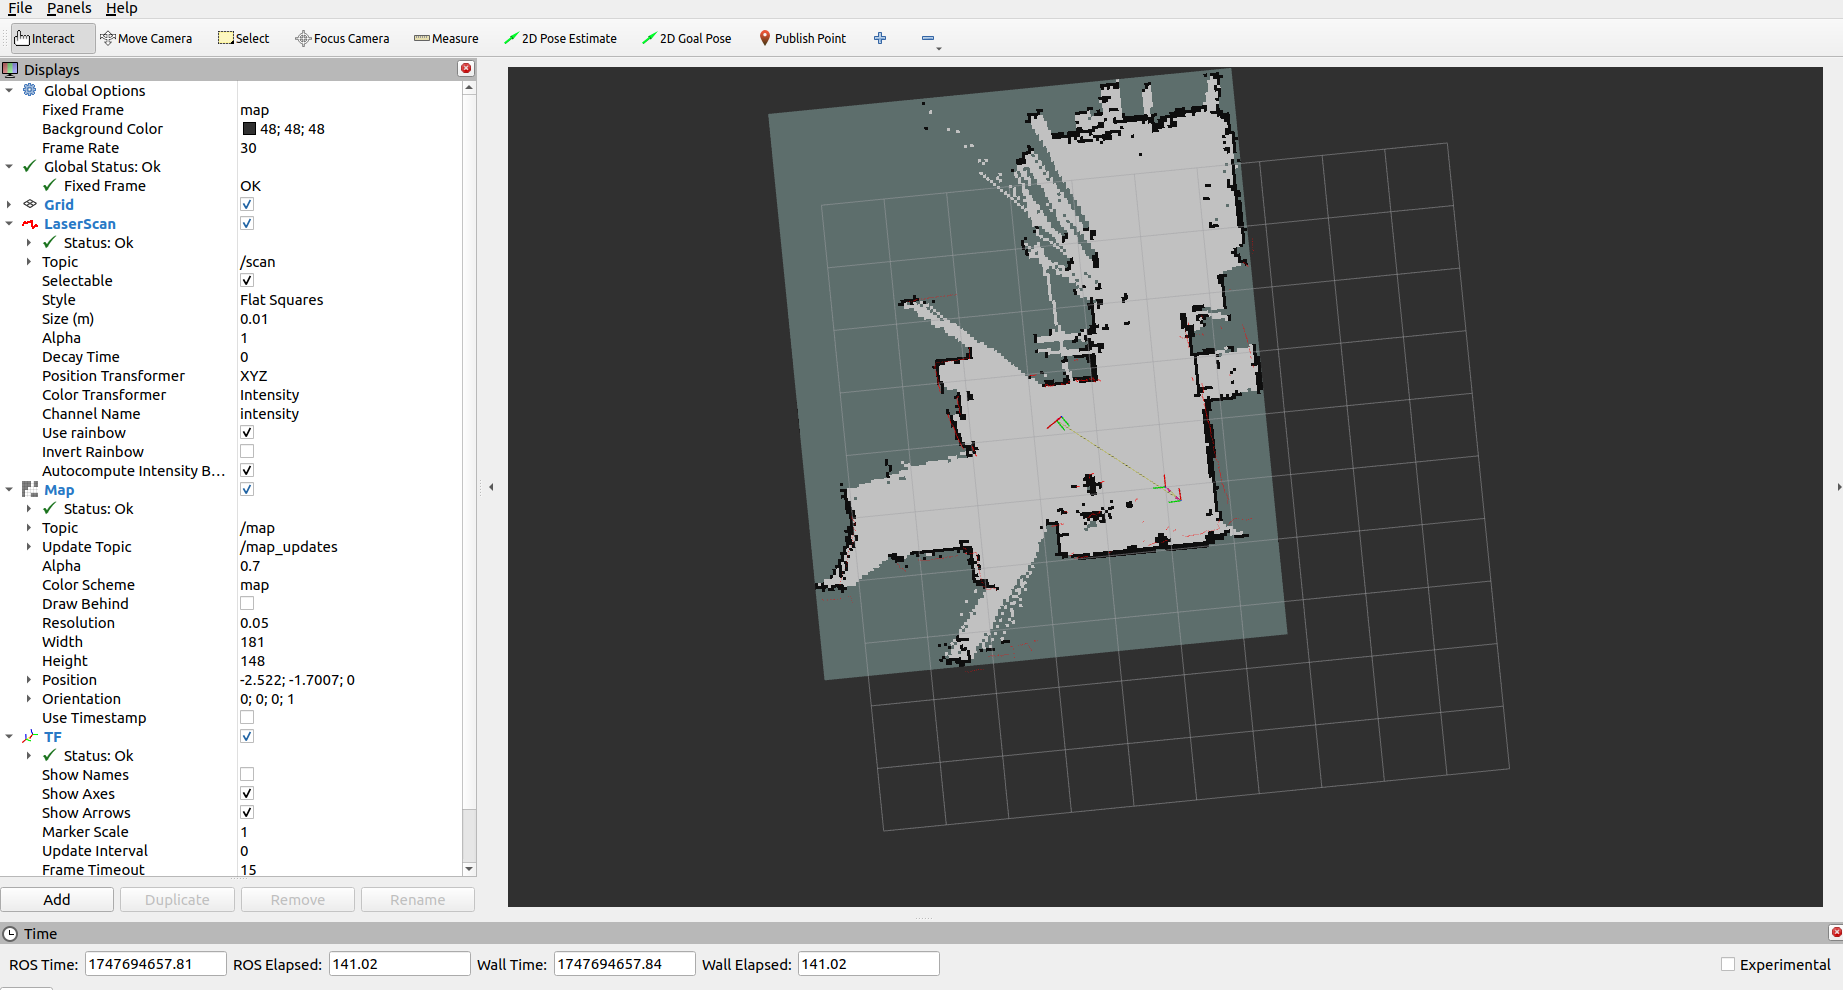 File Panels Help
Interact Move Camera Select Focus Camera Measure 2D Pose Estimate 2D Goal Pose Publish Point
Displays
Global Options
Fixed Frame map
Background Color 48; 48; 48
Frame Rate 30
Global Status: Ok
Fixed Frame OK
Grid
LaserScan
Status: Ok
Topic /scan
Selectable
Style Flat Squares
Size (m) 0.01
Alpha 1
Decay Time 0
Position Transformer XYZ
Color Transformer Intensity
Channel Name intensity
Use rainbow
Invert Rainbow
Autocompute Intensity B...
Map
Status: Ok
Topic /map
Update Topic /map_updates
Alpha 0.7
Color Scheme map
Draw Behind
Resolution 0.05
Width 181
Height 148
Position -2.522; -1.7007; 0
Orientation 0; 0; 0; 1
Use Timestamp
TF
Status: Ok
Show Names
Show Axes
Show Arrows
Marker Scale 1
Update Interval 0
Frame Timeout 15
Add Duplicate Remove Rename
Time
ROS Time: 1747694657.81 ROS Elapsed: 141.02 Wall Time: 1747694657.84 Wall Elapsed: 141.02 Experimental